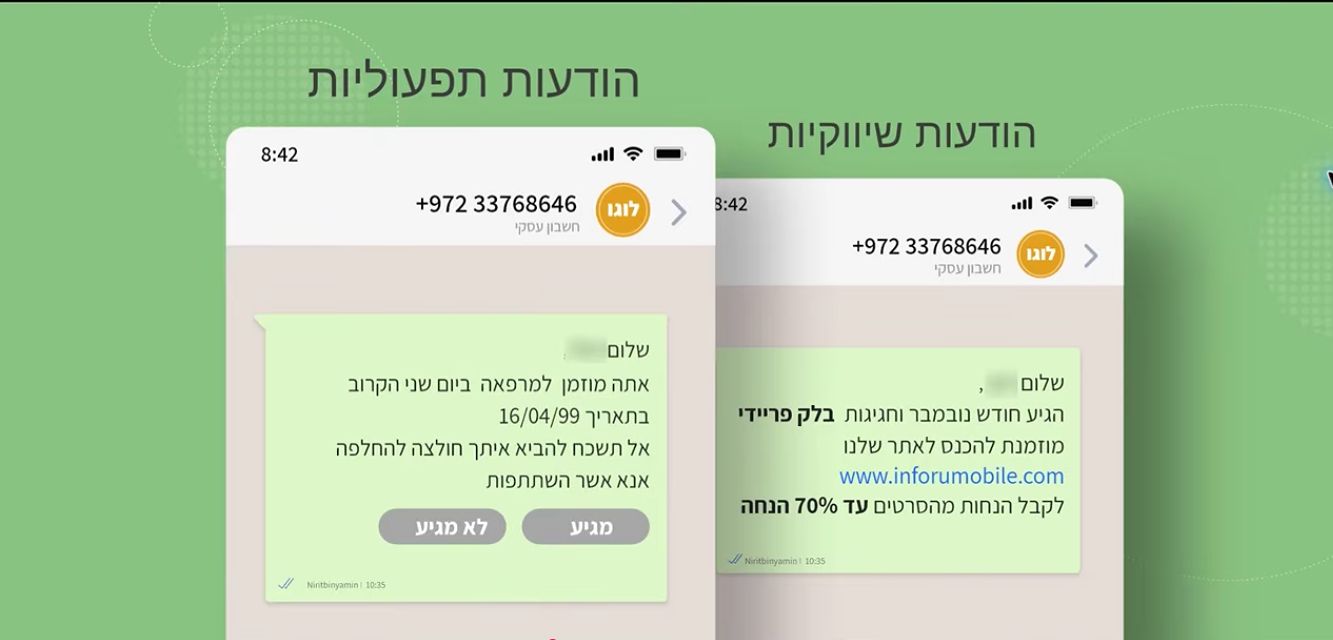 הודעות תפעוליות
8:42
+972 33768646
לוגו
חשבון עסקי
שלום
אתה מוזמן למרפאה ביום שני הקרוב
בתאריך 16/04/99
אל תשכח להביא איתך חולצה להחלפה
אנא אשר השתתפות
מגיע
לא מגיע
Niritbinyamin | 10:35
הודעות שיווקיות
8:42
+972 33768646
לוגו
חשבון עסקי
שלום ,
הגיע חודש נובמבר וחגיגות בלק פריידי
מוזמנת להכנס לאתר שלנו
www.inforumobile.com
לקבל הנחות מהסרטים עד 70% הנחה
Niritbinyamin | 10:35